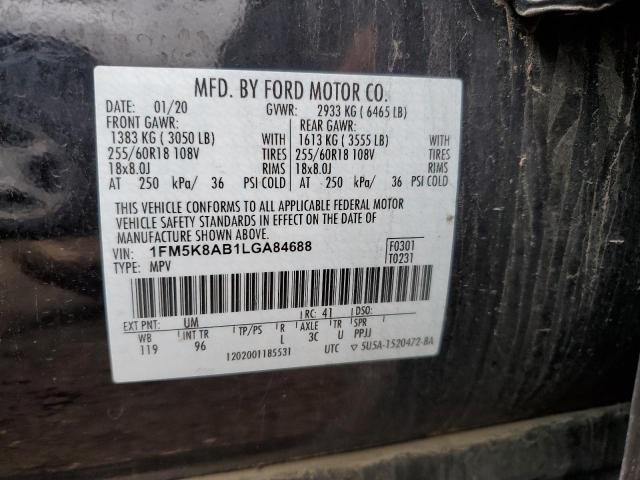 MFD. BY FORD MOTOR CO.
DATE: 01/20 GVWR: 2933 KG ( 6465 LB)
FRONT GAWR: REAR GAWR:
1383 KG ( 3050 LB) WITH 1613 KG ( 3555 LB) WITH
255/60R18 108V TIRES 255/60R18 108V TIRES
18x8.0J RIMS 18x8.0J RIMS
AT 250 kPa/ 36 PSI COLD AT 250 kPa/ 36 PSI COLD
THIS VEHICLE CONFORMS TO ALL APPLICABLE FEDERAL MOTOR
VEHICLE SAFETY STANDARDS IN EFFECT ON THE DATE OF
MANUFACTURE SHOWN ABOVE.
VIN: 1FM5K8AB1LGA84688 F0301
TYPE: MPV T0231
EXT PNT: UM RC: 41 DSO:
WB INT TR TP/PS R AXLE TR SPR
119 96 L 3C U PPJJ
1202001185531 UTC ▽ 5U5A-1520472-BA